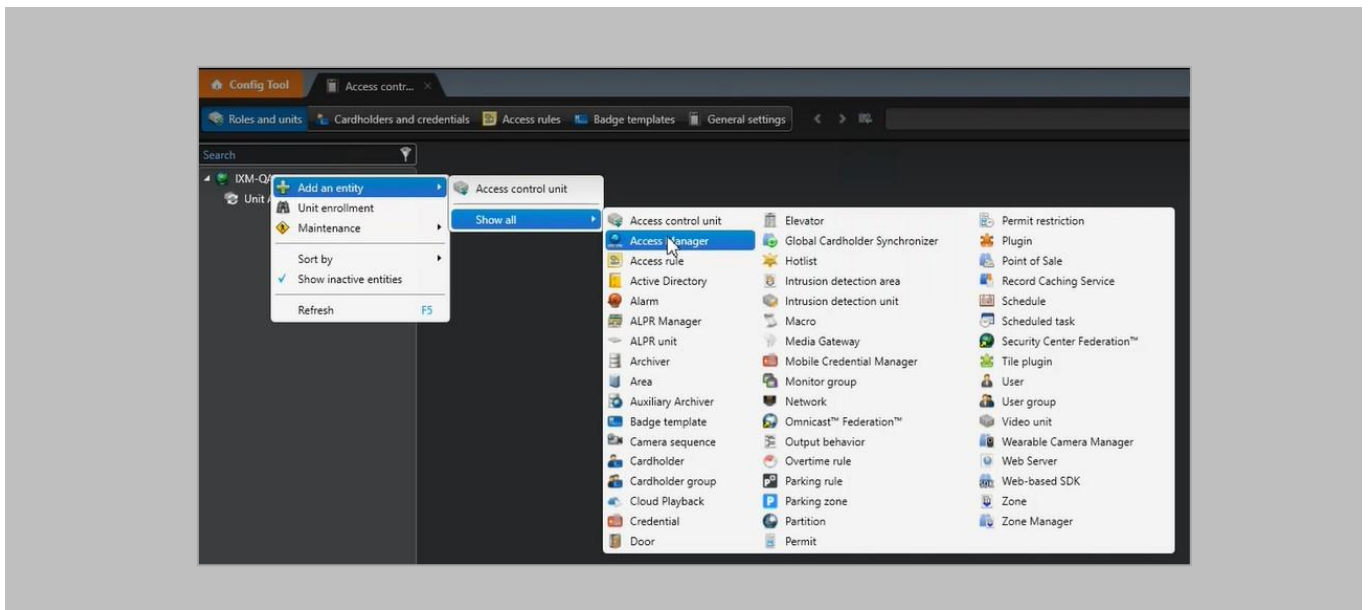 Config Tool
Access contr...
Roles and units
Cardholders and credentials
Access rules
Badge templates
General settings
Search
IXM-QA
Unit
Add an entity
Unit enrollment
Maintenance
Sort by
Show inactive entities
Refresh F5
Access control unit
Show all
Access control unit
Access Manager
Access rule
Active Directory
Alarm
ALPR Manager
ALPR unit
Archiver
Area
Auxiliary Archiver
Badge template
Camera sequence
Cardholder
Cardholder group
Cloud Playback
Credential
Door
Elevator
Global Cardholder Synchronizer
Hotlist
Intrusion detection area
Intrusion detection unit
Macro
Media Gateway
Mobile Credential Manager
Monitor group
Network
Omnicast™ Federation™
Output behavior
Overtime rule
Parking rule
Parking zone
Partition
Permit
Permit restriction
Plugin
Point of Sale
Record Caching Service
Schedule
Scheduled task
Security Center Federation™
Tile plugin
User
User group
Video unit
Wearable Camera Manager
Web Server
Web-based SDK
Zone
Zone Manager